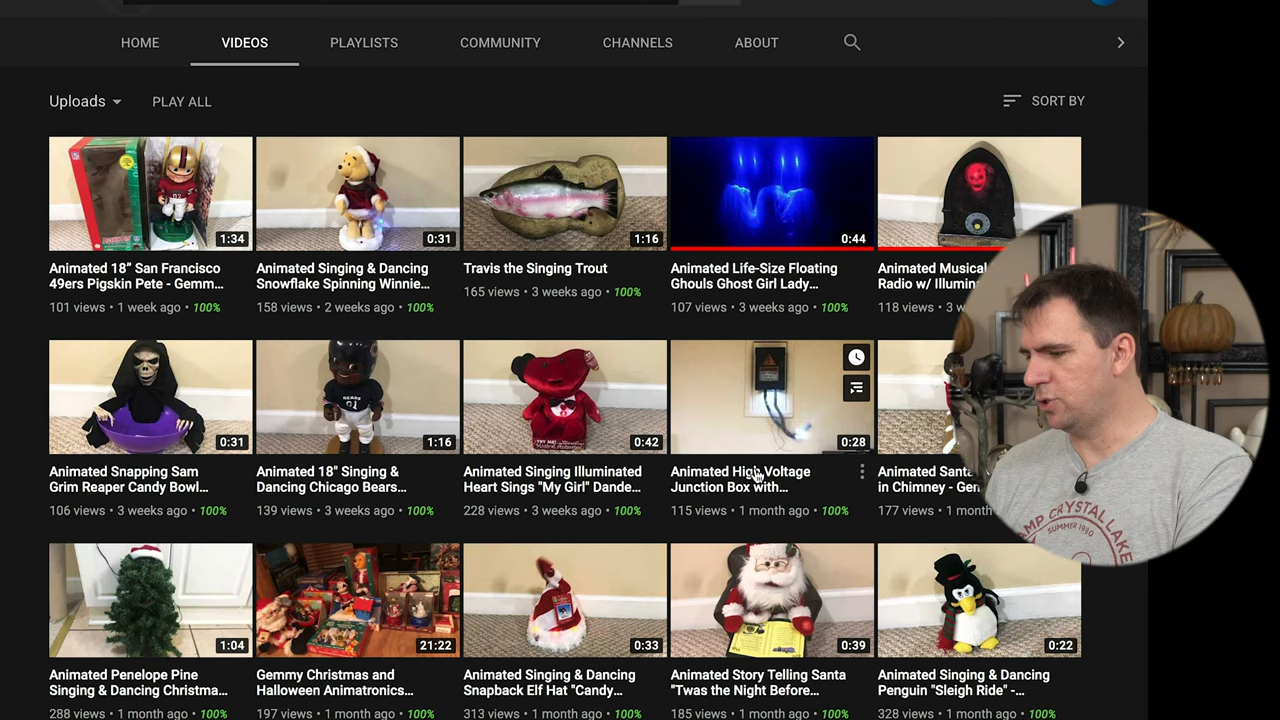 HOME VIDEOS PLAYLISTS COMMUNITY CHANNELS ABOUT
Uploads PLAY ALL SORT BY
1:34 0:31 1:16 0:44
Animated 18” San Francisco
49ers Pigskin Pete - Gemm...
101 views • 1 week ago • 100%
Animated Singing & Dancing
Snowflake Spinning Winnie...
158 views • 2 weeks ago • 100%
Travis the Singing Trout
165 views • 3 weeks ago • 100%
Animated Life-Size Floating
Ghouls Ghost Girl Lady...
107 views • 3 weeks ago • 100%
Animated Musical
Radio w/
118 views • 3
BEARS
91
TRY ME!
0:31 1:16 0:42 0:28
Animated Snapping Sam
Grim Reaper Candy Bowl...
106 views • 3 weeks ago • 100%
Animated 18" Singing &
Dancing Chicago Bears...
139 views • 3 weeks ago • 100%
Animated Singing Illuminated
Heart Sings "My Girl" Dande...
228 views • 3 weeks ago • 100%
Animated High Voltage
Junction Box with...
115 views • 1 month ago • 100%
Animated
in Chimney -
177 views • 1 month
CAMP CRYSTAL LAKE
SUMMER 1980
1:04 21:22 0:33 0:39 0:22
Animated Penelope Pine
Singing & Dancing Christma...
288 views • 1 month ago • 100%
Gemmy Christmas and
Halloween Animatronics...
197 views • 1 month ago • 100%
Animated Singing & Dancing
Snapback Elf Hat "Candy...
313 views • 1 month ago • 100%
Animated Story Telling Santa
"Twas the Night Before...
185 views • 1 month ago • 100%
Animated Singing & Dancing
Penguin "Sleigh Ride" -...
328 views • 1 month ago • 100%